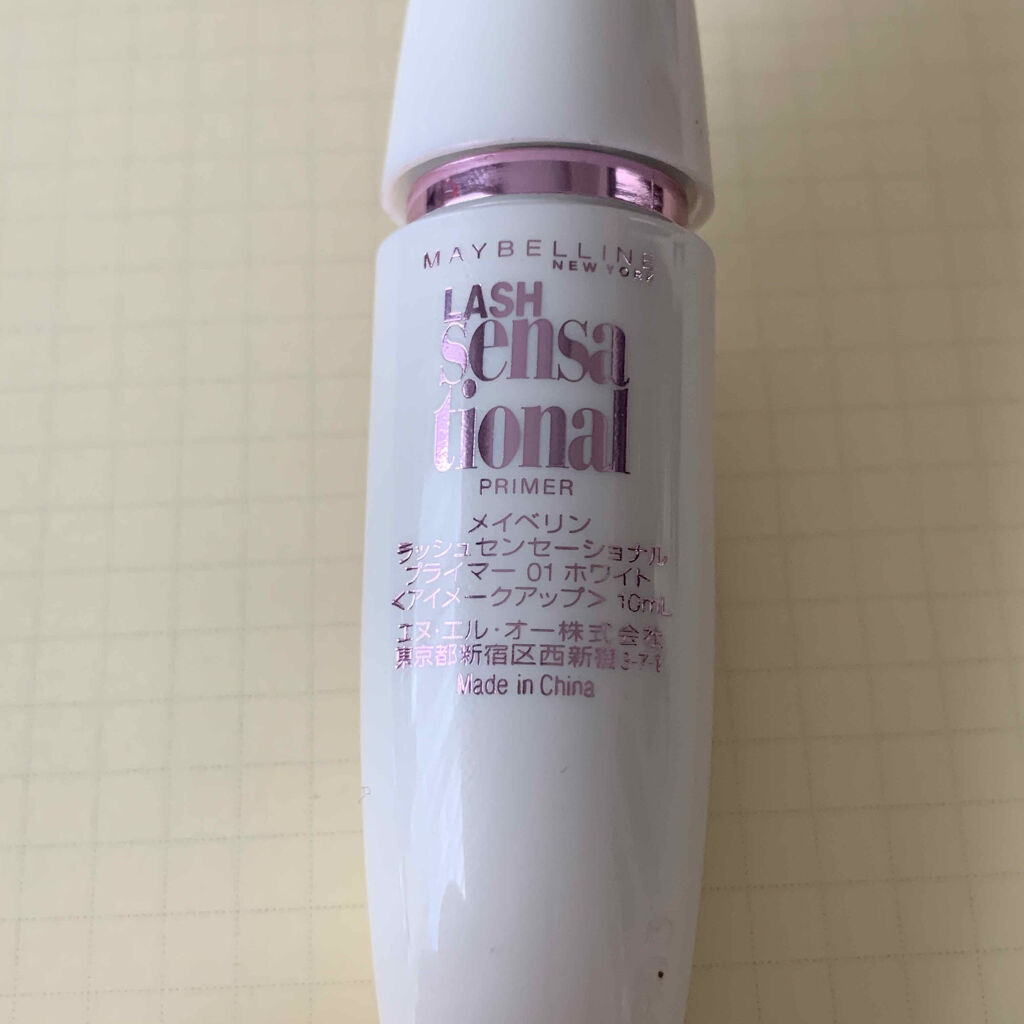 MAYBELLINE
NEW YORK
LASH
sensa
tional
PRIMER
メイベリン
ラッシュセンセーショナル
プライマー 01 ホワイト
<アイメークアップ> 10mL
エヌ・エル・オー株式会社
東京都新宿区西新宿3-7-1
Made in China